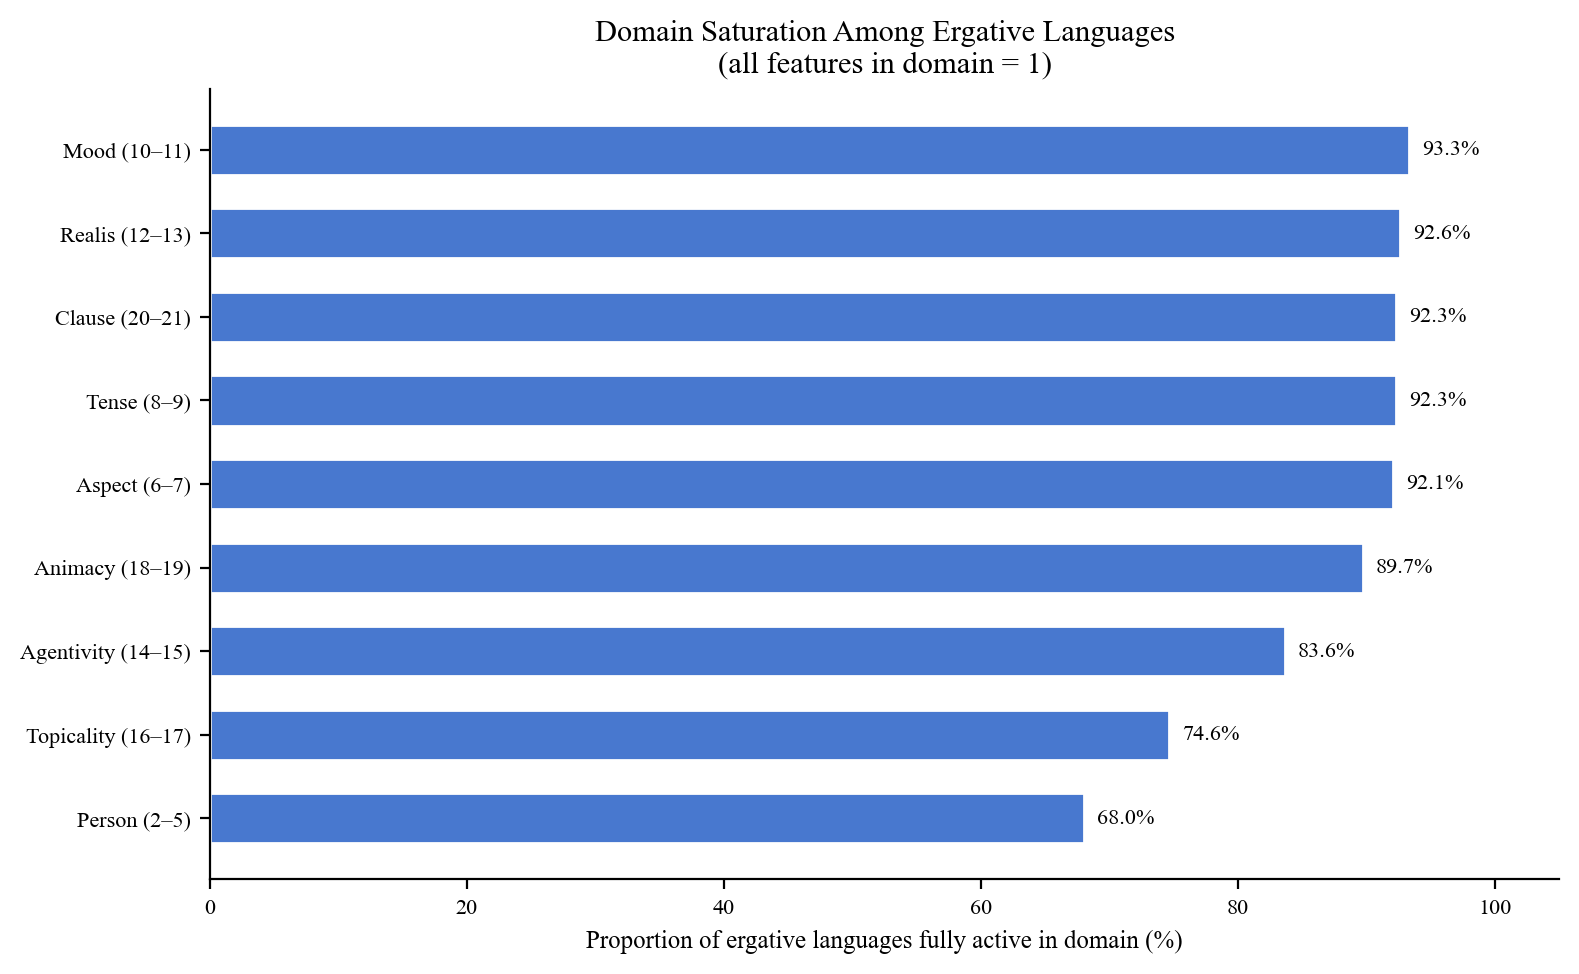 Domain Saturation Among Ergative Languages
(all features in domain = 1)
Mood (10–11)
93.3%
Realis (12–13)
92.6%
Clause (20–21)
92.3%
Tense (8–9)
92.3%
Aspect (6–7)
92.1%
Animacy (18–19)
89.7%
Agentivity (14–15)
83.6%
Topicality (16–17)
74.6%
Person (2–5)
68.0%
0 20 40 60 80 100
Proportion of ergative languages fully active in domain (%)